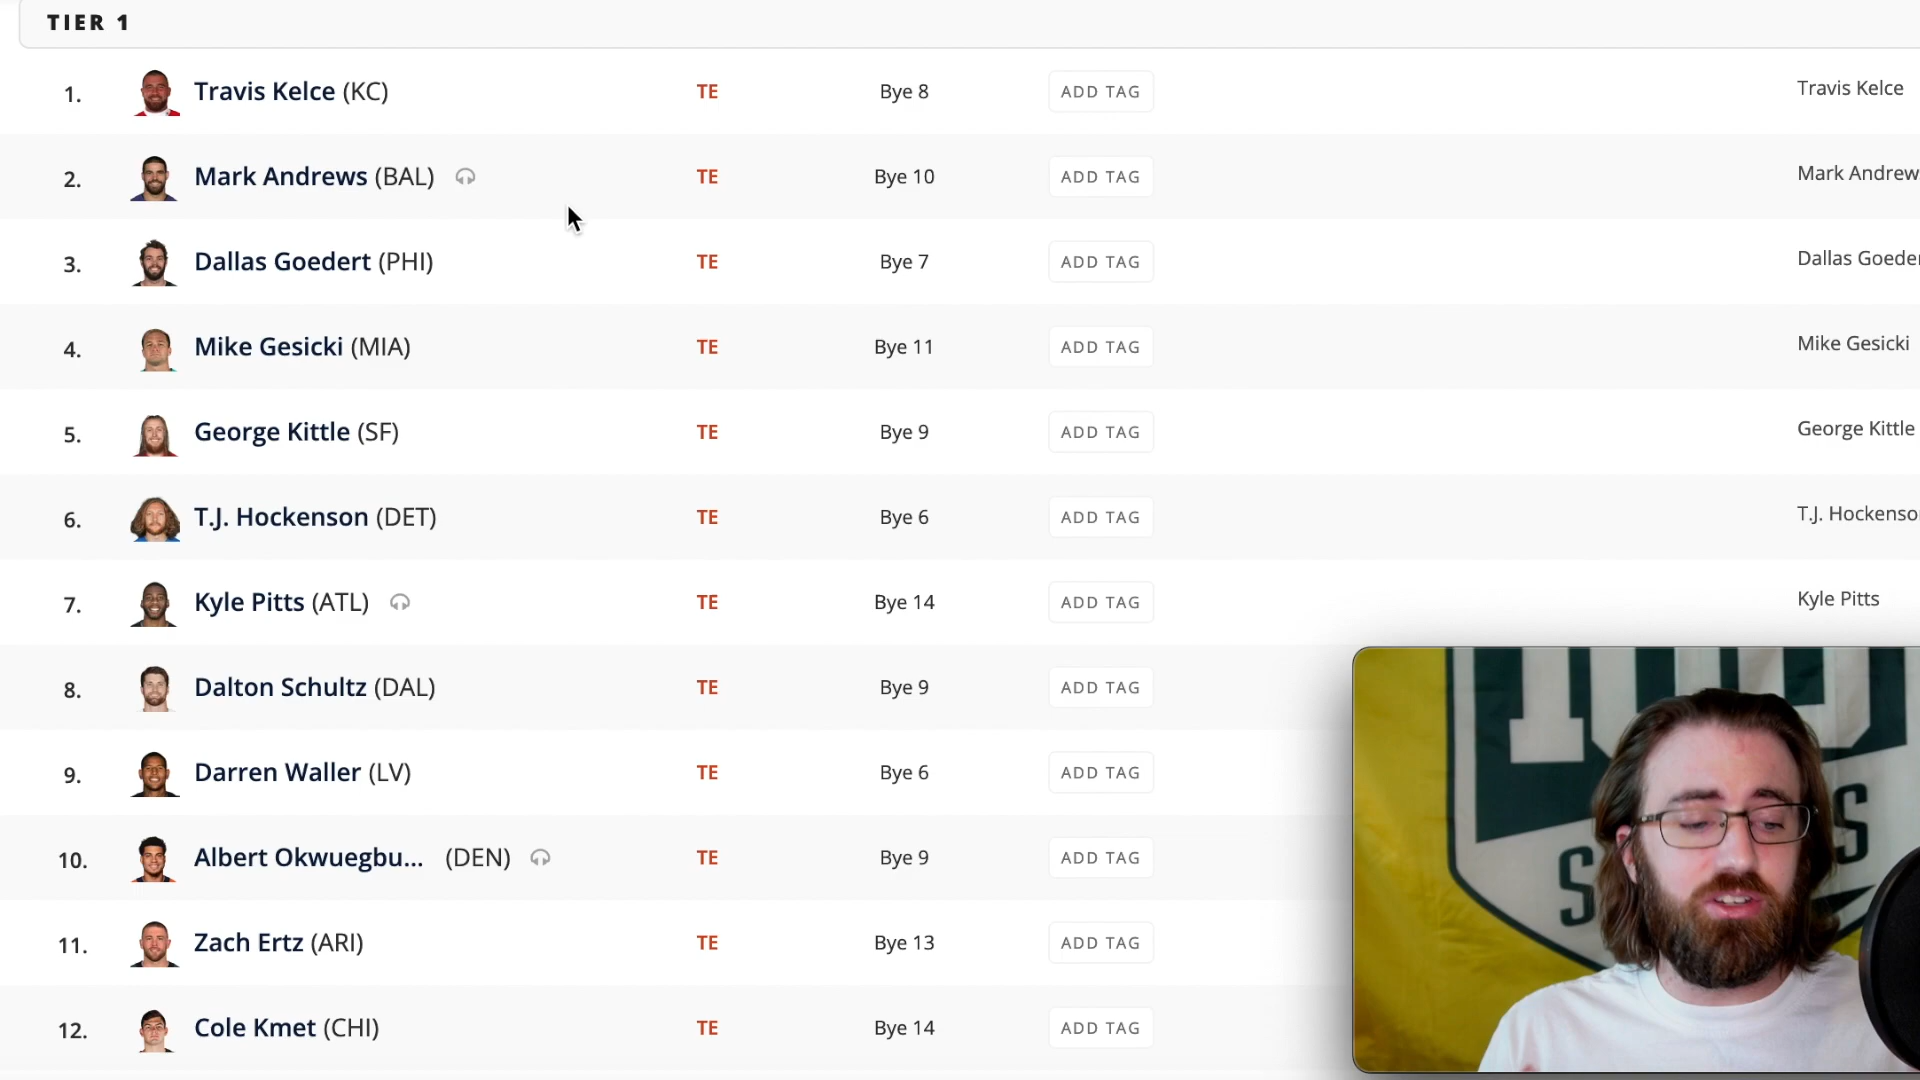 TIER 1
1. Travis Kelce (KC) TE Bye 8 ADD TAG Travis Kelce
2. Mark Andrews (BAL) TE Bye 10 ADD TAG Mark Andrew
3. Dallas Goedert (PHI) TE Bye 7 ADD TAG Dallas Goeder
4. Mike Gesicki (MIA) TE Bye 11 ADD TAG Mike Gesicki
5. George Kittle (SF) TE Bye 9 ADD TAG George Kittle
6. T.J. Hockenson (DET) TE Bye 6 ADD TAG T.J. Hockenso
7. Kyle Pitts (ATL) TE Bye 14 ADD TAG Kyle Pitts
8. Dalton Schultz (DAL) TE Bye 9 ADD TAG
9. Darren Waller (LV) TE Bye 6 ADD TAG
10. Albert Okwuegbu... (DEN) TE Bye 9 ADD TAG
11. Zach Ertz (ARI) TE Bye 13 ADD TAG
12. Cole Kmet (CHI) TE Bye 14 ADD TAG